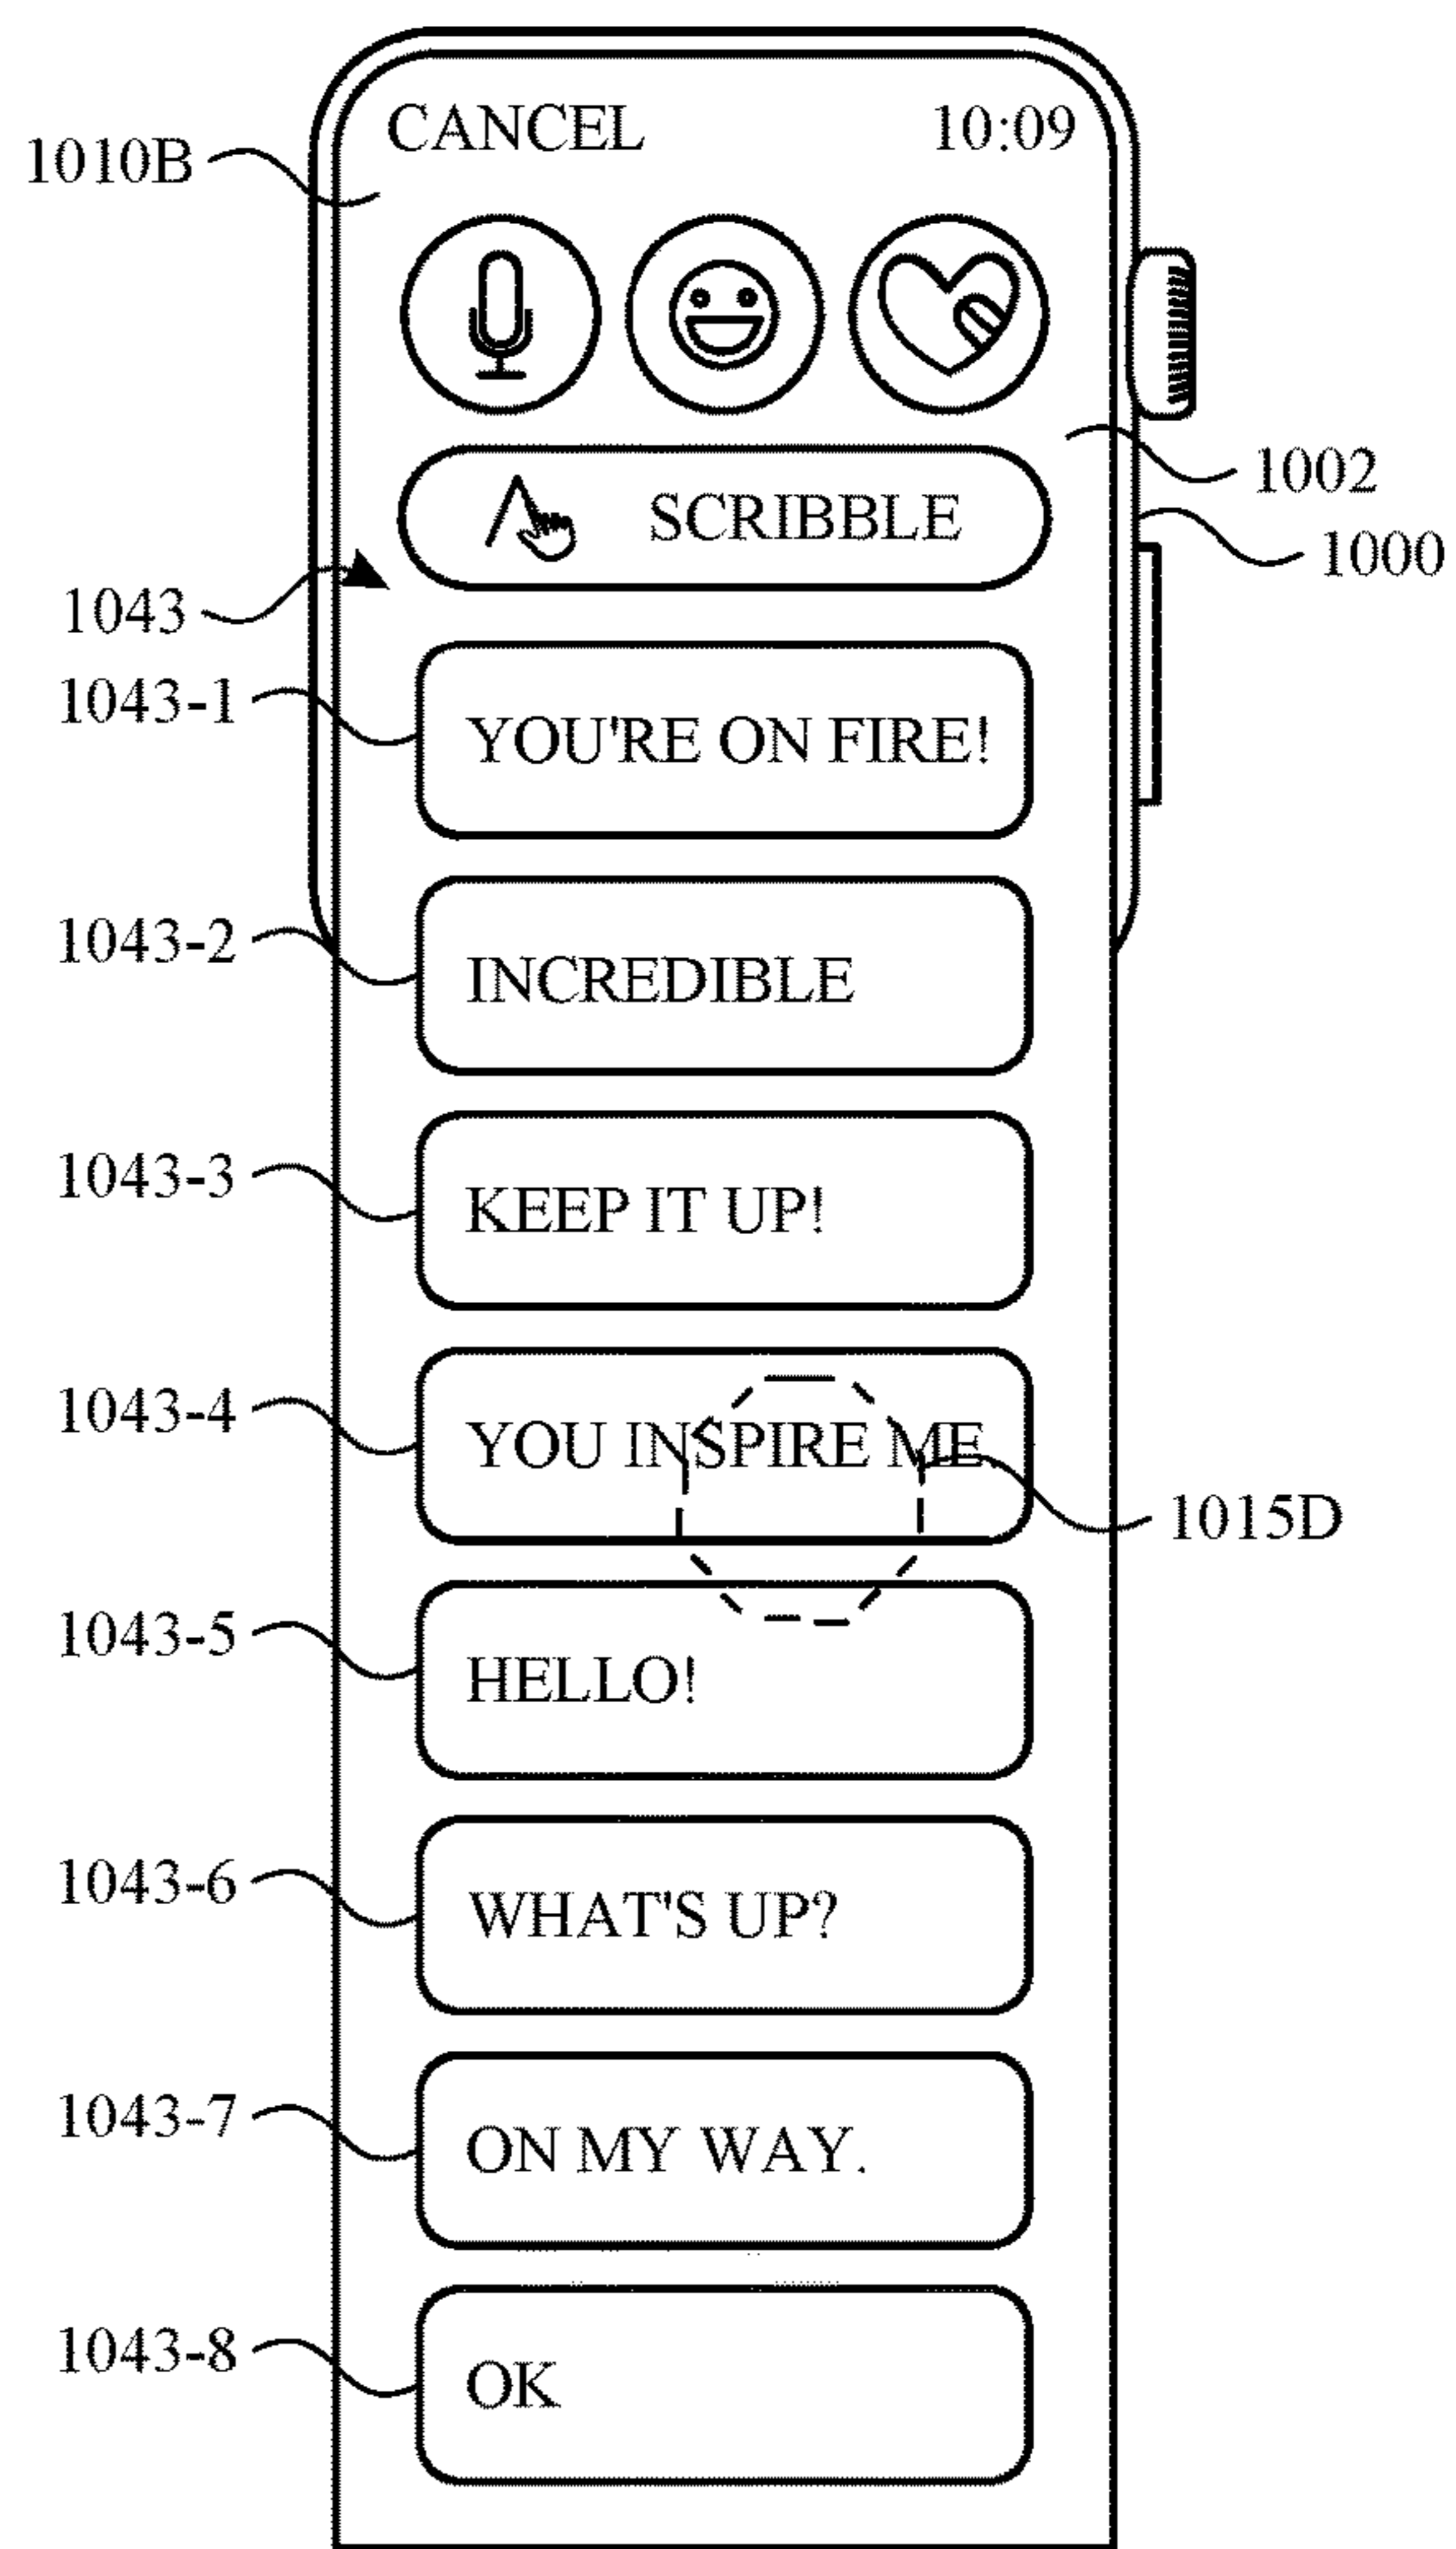 CANCEL 10:09
1010B
SCRIBBLE
1002
1000
1043
1043-1 YOU'RE ON FIRE!
1043-2 INCREDIBLE
1043-3 KEEP IT UP!
1043-4 YOU INSPIRE ME
1015D
1043-5 HELLO!
1043-6 WHAT'S UP?
1043-7 ON MY WAY.
1043-8 OK